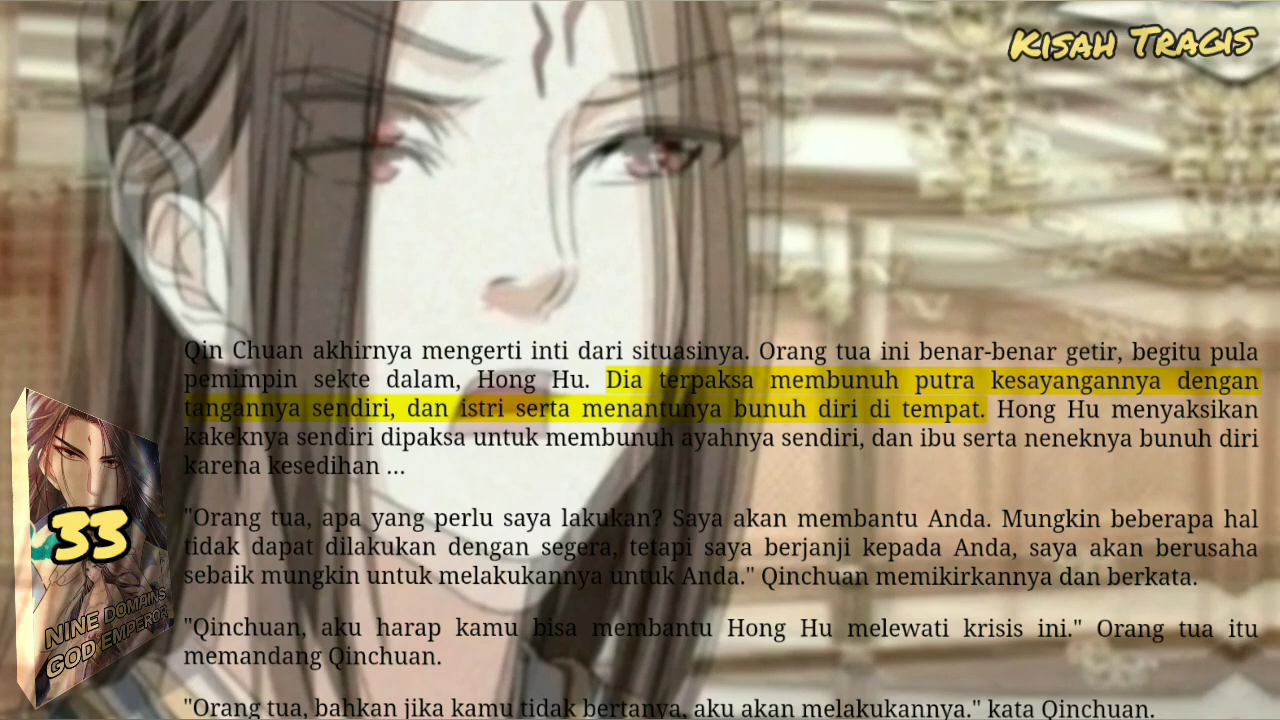 Kisah Tragis
Qin Chuan akhirnya mengerti inti dari situasinya. Orang tua ini benar-benar getir, begitu pula
pemimpin sekte dalam, Hong Hu. Dia terpaksa membunuh putra kesayangannya dengan
tangannya sendiri, dan istri serta menantunya bunuh diri di tempat. Hong Hu menyaksikan
kakeknya sendiri dipaksa untuk membunuh ayahnya sendiri, dan ibu serta neneknya bunuh diri
karena kesedihan ...
"Orang tua, apa yang perlu saya lakukan? Saya akan membantu Anda. Mungkin beberapa hal
tidak dapat dilakukan dengan segera, tetapi saya berjanji kepada Anda, saya akan berusaha
sebaik mungkin untuk melakukannya untuk Anda." Qinchuan memikirkannya dan berkata.
"Qinchuan, aku harap kamu bisa membantu Hong Hu melewati krisis ini." Orang tua itu
memandang Qinchuan.
"Orang tua, bahkan jika kamu tidak bertanya, aku akan melakukannya." kata Qinchuan.
33
NINE DOMAINS
GOD EMPEROR